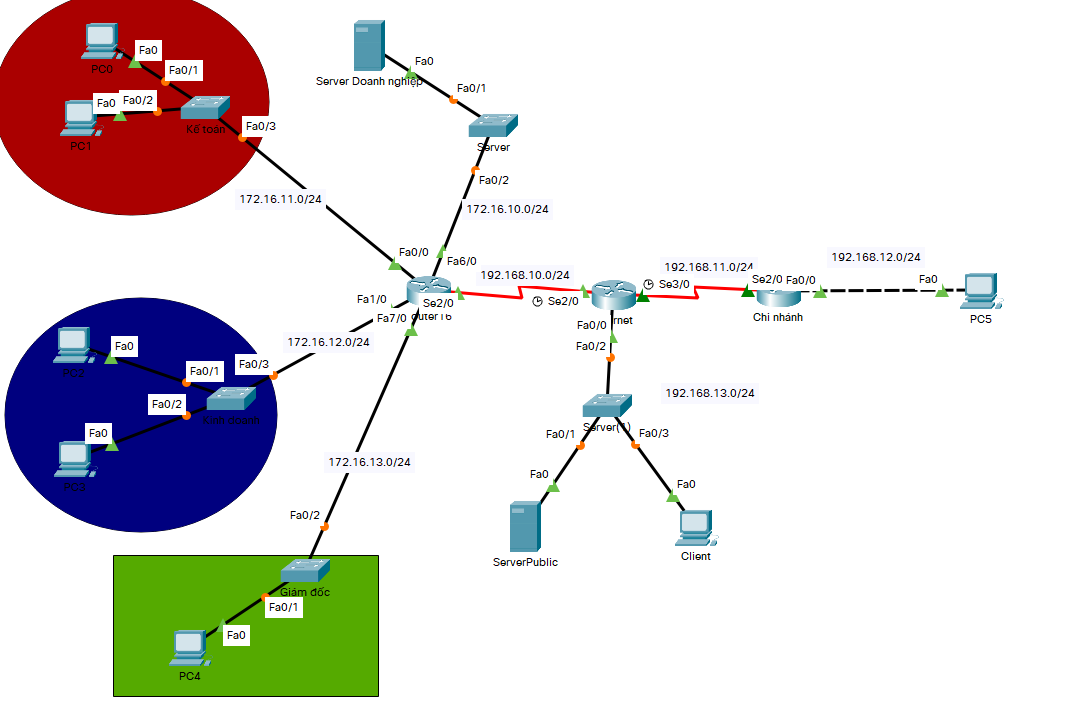 Fa0
PC0
Fa0/1
Fa0
Fa0/2
Kế toán
PC1
Fa0/3
172.16.11.0/24
Fa0
Server Doanh nghiệp
Fa0/1
Server
Fa0/2
172.16.10.0/24
Fa0/0
Fa6/0
192.168.10.0/24
Se2/0
Fa1/0
Fa7/0
Se2/0
172.16.12.0/24
192.168.11.0/24
Se3/0
Se2/0
Fa0/0
Chi nhánh
192.168.12.0/24
Fa0
PC5
Fa0/0
Fa0/2
192.168.13.0/24
Server(1)
Fa0/1
Fa0/3
Fa0
Fa0
ServerPublic
Client
Fa0
PC2
Fa0/1
Fa0/3
Fa0/2
Kinh doanh
Fa0
PC3
172.16.13.0/24
Fa0/2
Giám đốc
Fa0/1
Fa0
PC4